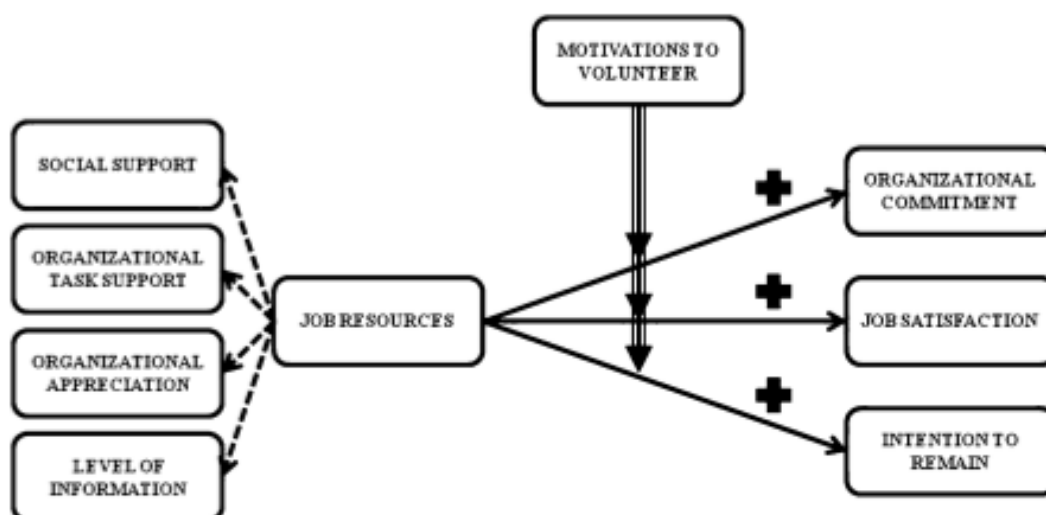 MOTIVATIONS TO
VOLUNTEER
SOCIAL SUPPORT
ORGANIZATIONAL
TASK SUPPORT
ORGANIZATIONAL
APPRECIATION
LEVEL OF
INFORMATION
JOB RESOURCES
ORGANIZATIONAL
COMMITMENT
JOB SATISFACTION
INTENTION TO
REMAIN